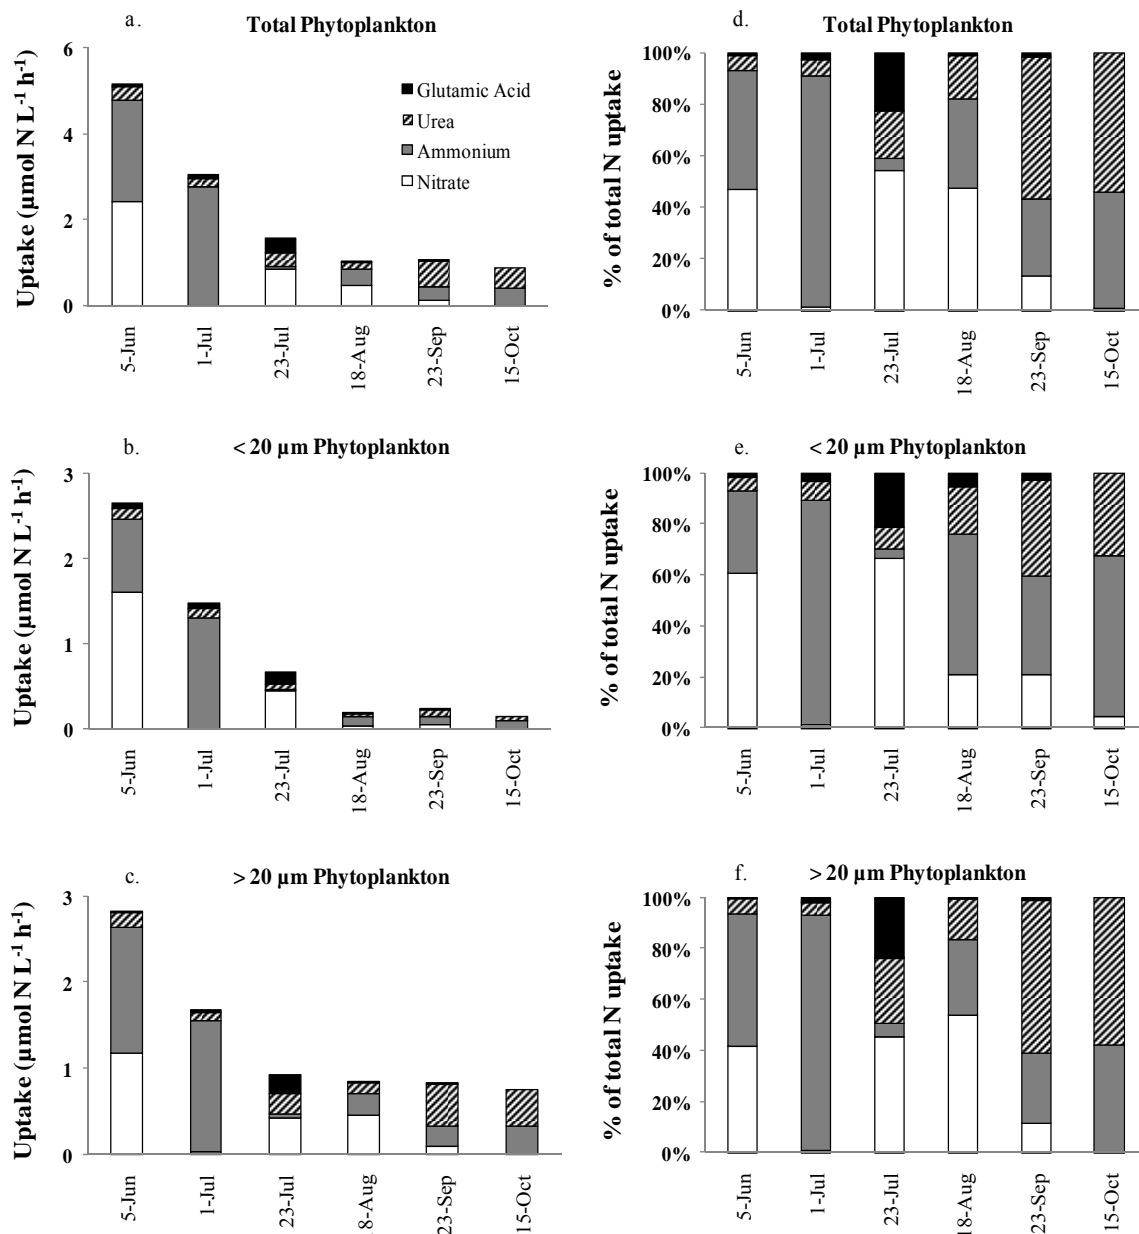 a.
Total Phytoplankton
Uptake (µmol N L⁻¹ h⁻¹)
6
4
2
0
Glutamic Acid
Urea
Ammonium
Nitrate
5-Jun
1-Jul
23-Jul
18-Aug
23-Sep
15-Oct
d.
Total Phytoplankton
% of total N uptake
100%
80%
60%
40%
20%
0%
5-Jun
1-Jul
23-Jul
18-Aug
23-Sep
15-Oct
b.
< 20 µm Phytoplankton
Uptake (µmol N L⁻¹ h⁻¹)
3
2
1
0
5-Jun
1-Jul
23-Jul
18-Aug
23-Sep
15-Oct
e.
< 20 µm Phytoplankton
% of total N uptake
100%
80%
60%
40%
20%
0%
5-Jun
1-Jul
23-Jul
18-Aug
23-Sep
15-Oct
c.
> 20 µm Phytoplankton
Uptake (µmol N L⁻¹ h⁻¹)
3
2
1
0
5-Jun
1-Jul
23-Jul
18-Aug
23-Sep
15-Oct
f.
> 20 µm Phytoplankton
% of total N uptake
100%
80%
60%
40%
20%
0%
5-Jun
1-Jul
23-Jul
18-Aug
23-Sep
15-Oct